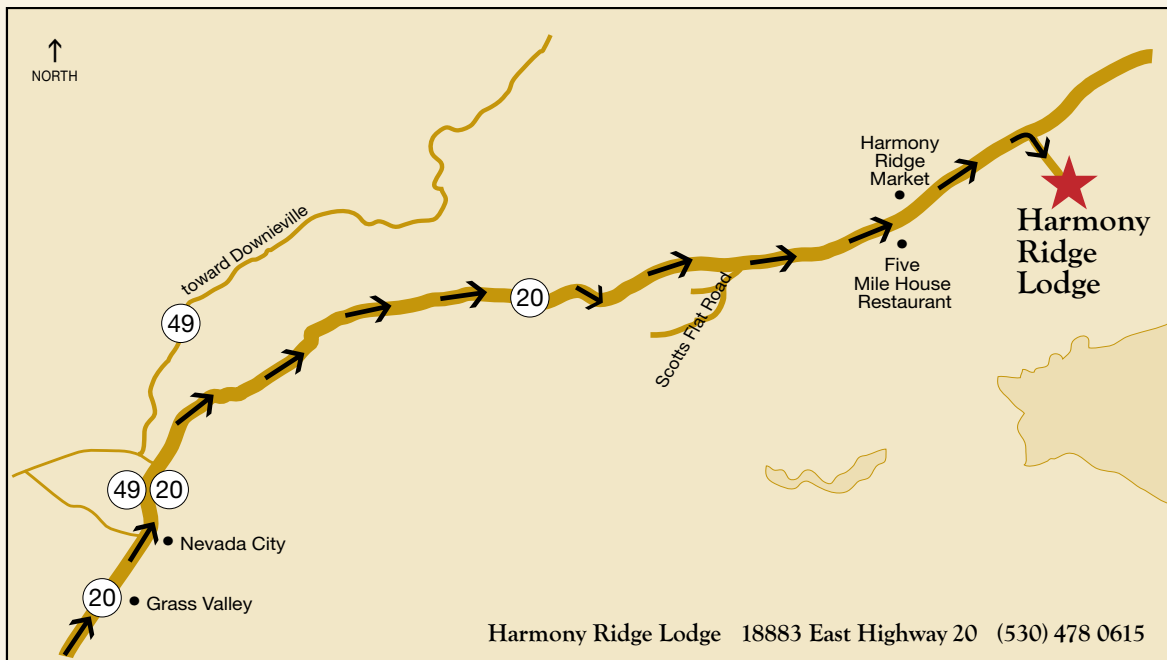 NORTH
Harmony
Ridge
Market
toward Downieville
Harmony
Ridge
Lodge
Five
Mile House
Restaurant
20
49
Scotts Flat Road
49
20
Nevada City
20
Grass Valley
Harmony Ridge Lodge 18883 East Highway 20 (530) 478 0615